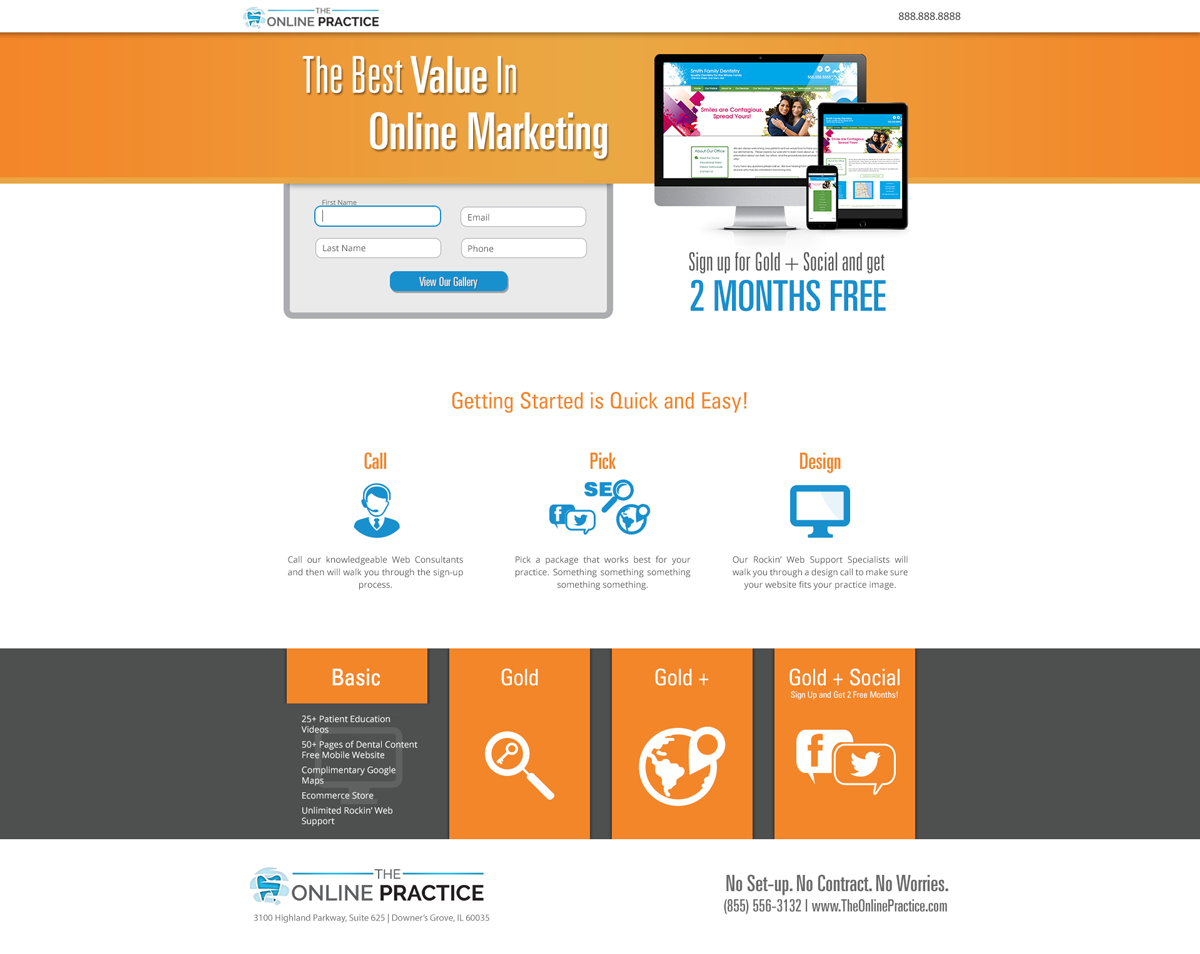 THE
ONLINE PRACTICE
888.888.8888
The Best Value In
Online Marketing
Smith Family Dentistry
Smiles are Contagious,
Spread Yours!
About Our Office
First Name
Email
Last Name
Phone
View Our Gallery
Sign up for Gold + Social and get
2 MONTHS FREE
Getting Started is Quick and Easy!
Call
Call our knowledgeable Web Consultants
and then will walk you through the sign-up
process.
Pick
SEO
Pick a package that works best for your
practice. Something something something
something something.
Design
Our Rockin' Web Support Specialists will
walk you through a design call to make sure
your website fits your practice image.
Basic
25+ Patient Education
Videos
50+ Pages of Dental Content
Free Mobile Website
Complimentary Google
Maps
Ecommerce Store
Unlimited Rockin' Web
Support
Gold
Gold +
Gold + Social
Sign Up and Get 2 Free Months!
THE
ONLINE PRACTICE
3100 Highland Parkway, Suite 625 | Downer's Grove, IL 60035
No Set-up. No Contract. No Worries.
(855) 556-3132 | www.TheOnlinePractice.com